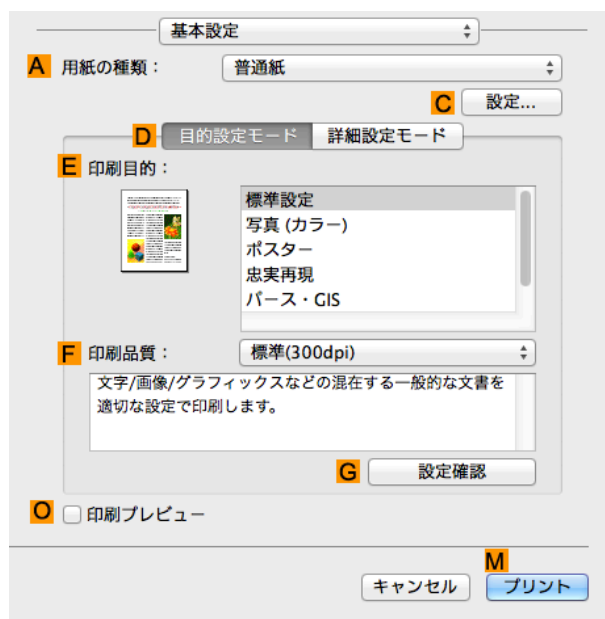 基本設定
A 用紙の種類： 普通紙
C 設定...
D 目的設定モード 詳細設定モード
E 印刷目的：
標準設定
写真 (カラー)
ポスター
忠実再現
パース・GIS
F 印刷品質： 標準(300dpi)
文字/画像/グラフィックスなどの混在する一般的な文書を
適切な設定で印刷します。
G 設定確認
O 印刷プレビュー
M
キャンセル プリント